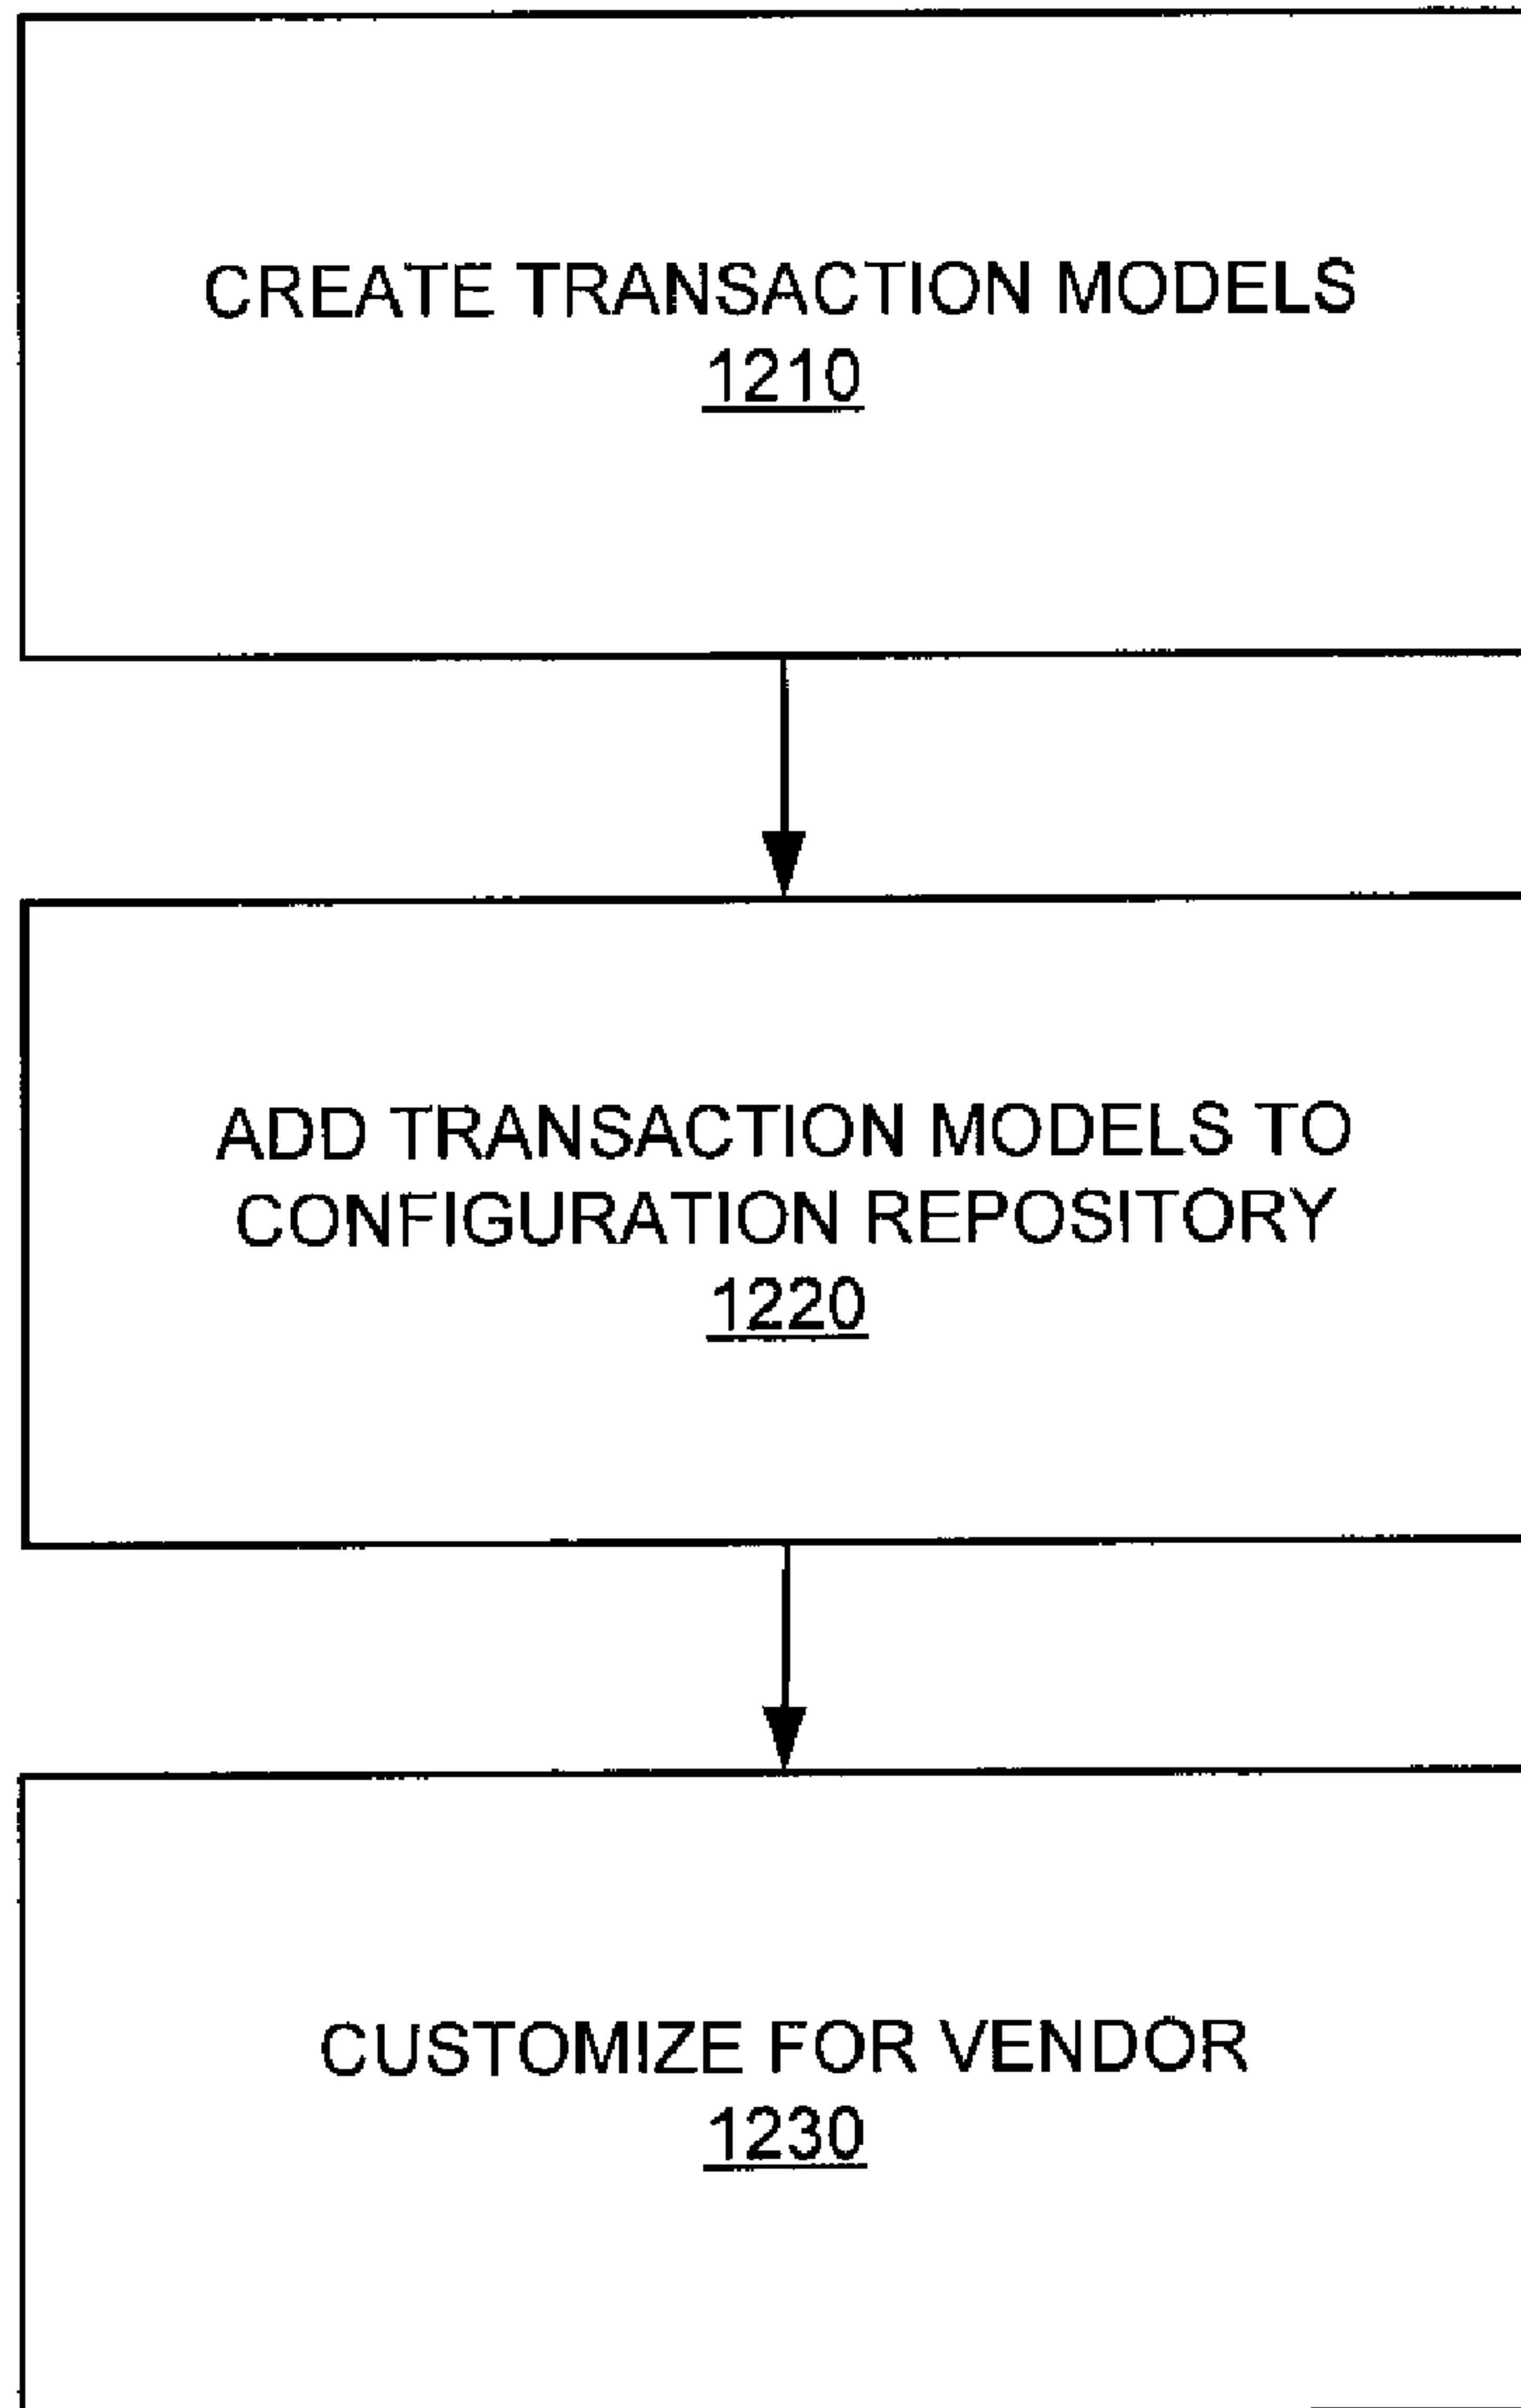 CREATE TRANSACTION MODELS
1210
ADD TRANSACTION MODELS TO
CONFIGURATION REPOSITORY
1220
CUSTOMIZE FOR VENDOR
1230